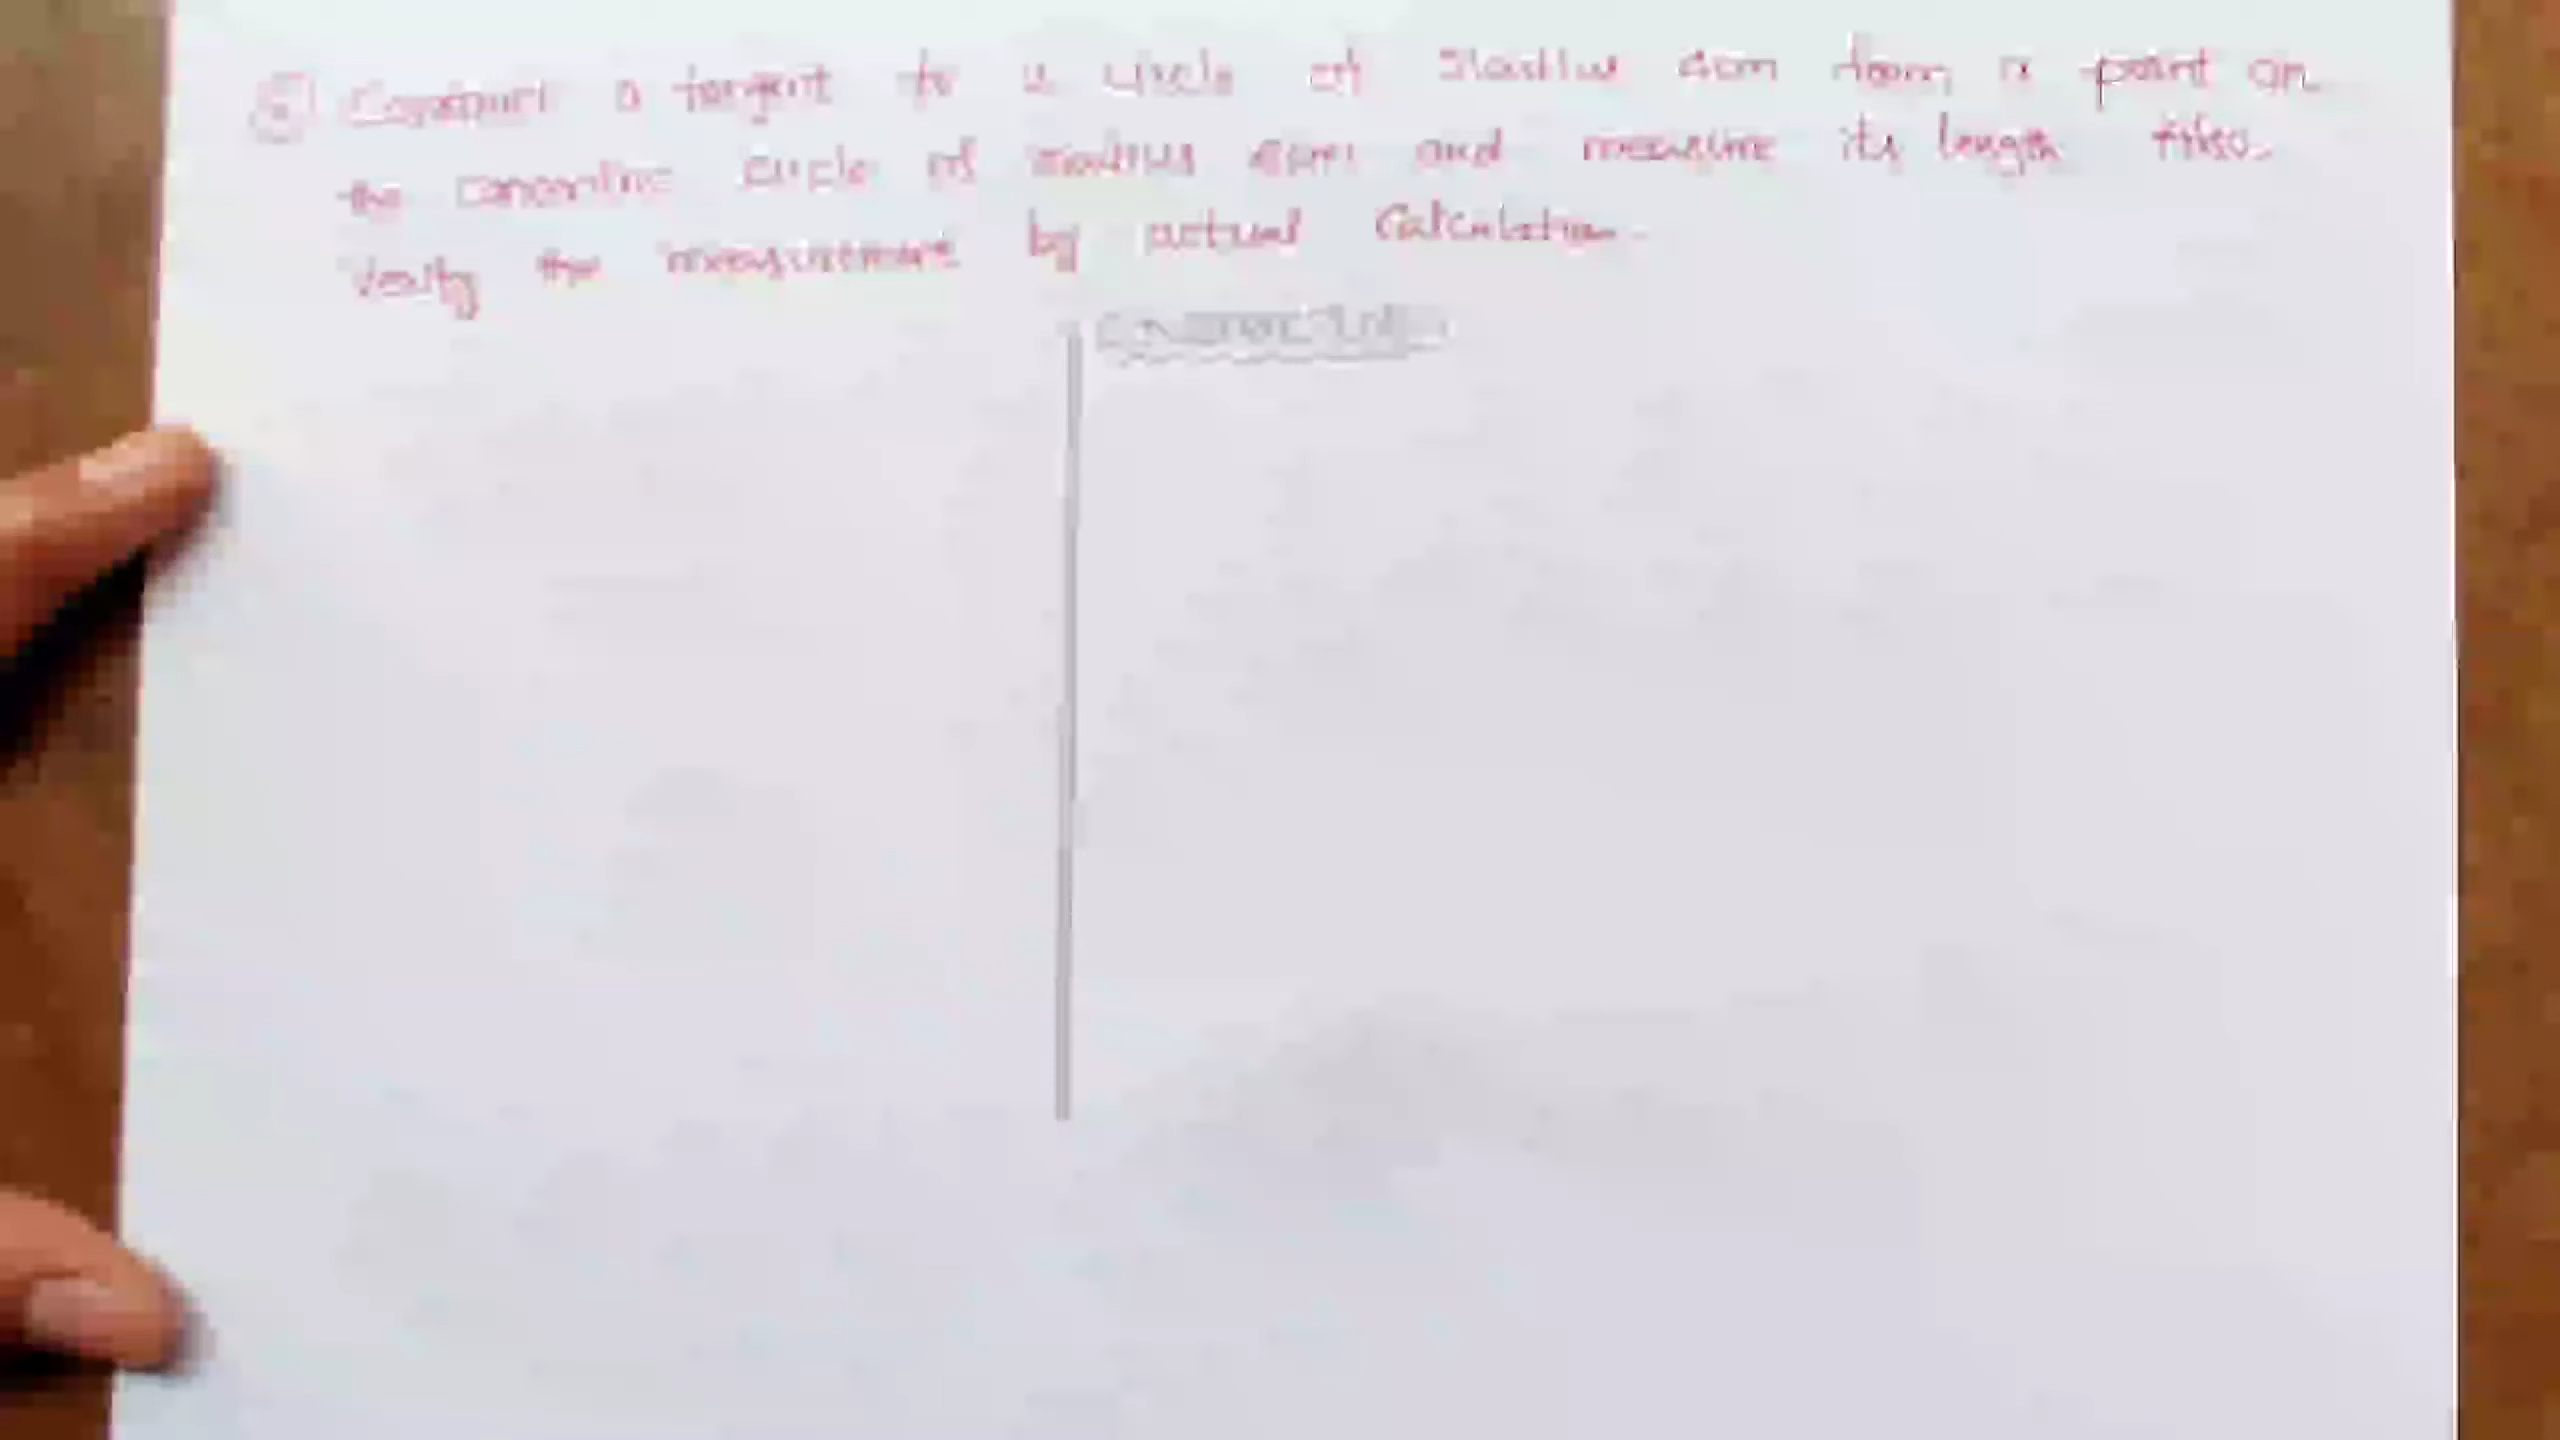 Construct a tangent to a circle of radius 4cm from a point on
the concentric circle of radius 6cm and measure its length Also
verify the measurement by actual Calculation.